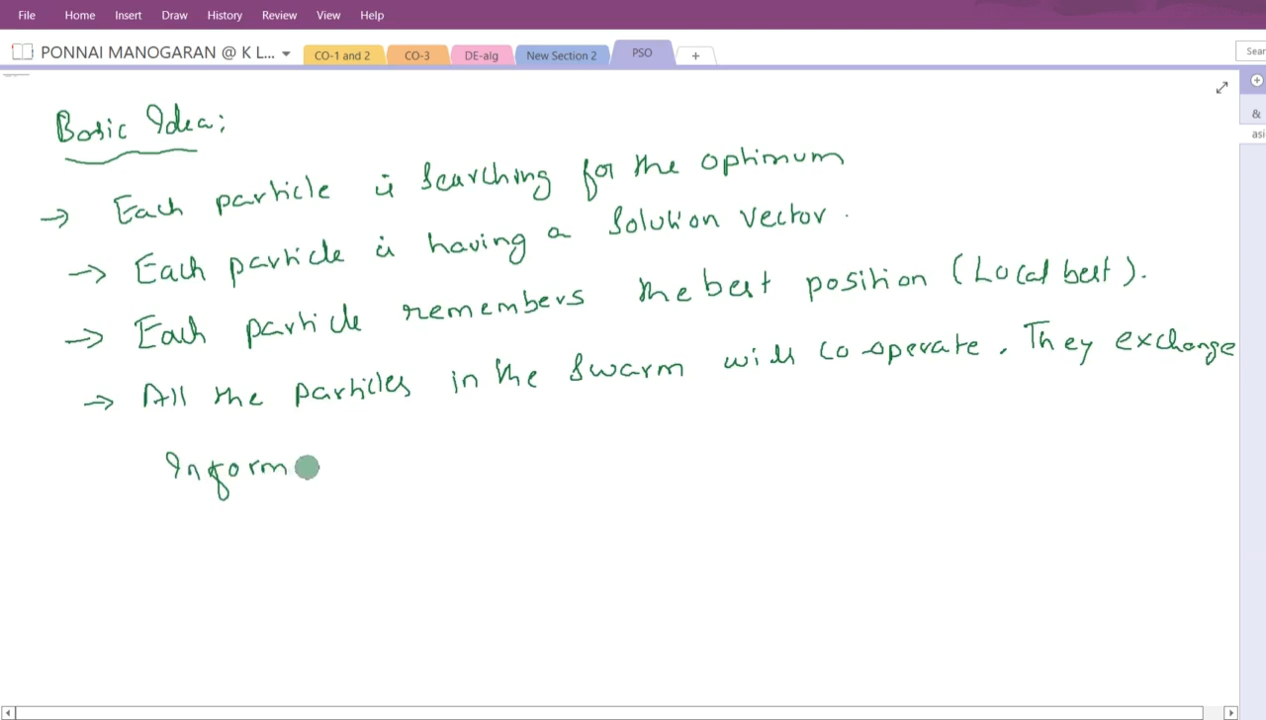 File Home Insert Draw History Review View Help
PONNAI MANOGARAN @ K L... CO-1 and 2 CO-3 DE-alg New Section 2 PSO + Sear
&
asi
Basic Idea:
→ Each particle is searching for the optimum
→ Each particle is having a solution vector.
→ Each particle remembers the best position (Local best).
→ All the particles in the swarm will co operate. They exchange
Inform